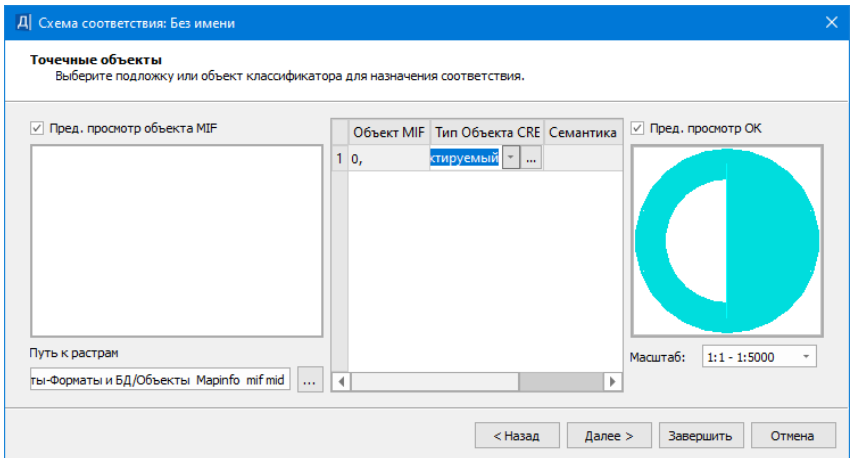 Д Схема соответствия: Без имени
Точечные объекты
Выберите подложку или объект классификатора для назначения соответствия.
Пред. просмотр объекта MIF
Объект MIF Тип Объекта CRE Семантика
Пред. просмотр ОК
1 0, ктируемый ...
Путь к растрам
ты-Форматы и БД/Объекты Mapinfo mif mid ...
Масштаб: 1:1 - 1:5000
< Назад Далее > Завершить Отмена